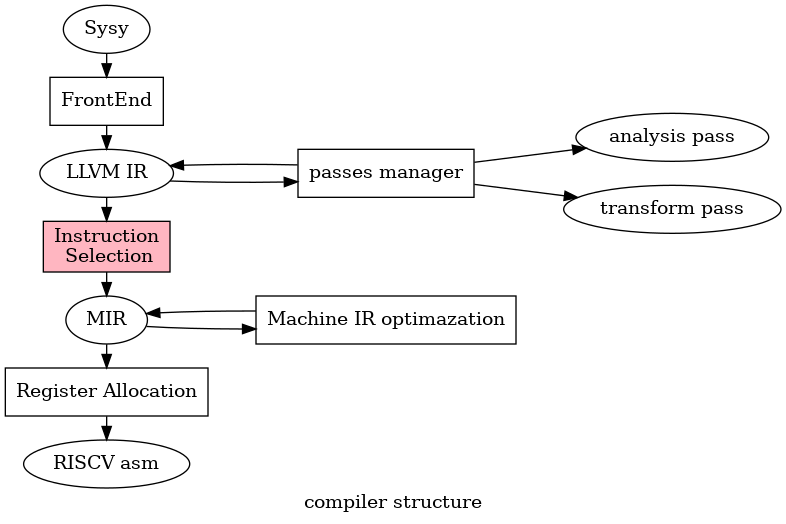 Sysy
FrontEnd
LLVM IR
passes manager
analysis pass
transform pass
Instruction
Selection
MIR
Machine IR optimazation
Register Allocation
RISCV asm
compiler structure